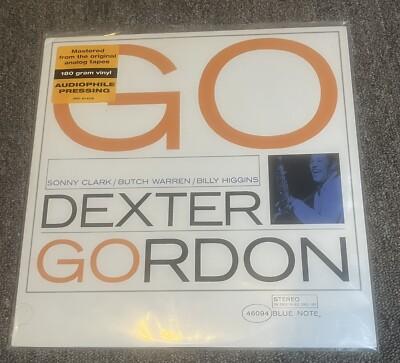 GO
Mastered
from the original
analog tapes
180 gram vinyl
AUDIOPHILE
PRESSING
SONNY CLARK/BUTCH WARREN/BILLY HIGGINS
DEXTER
GORDON
STEREO
46094 BLUE NOTE